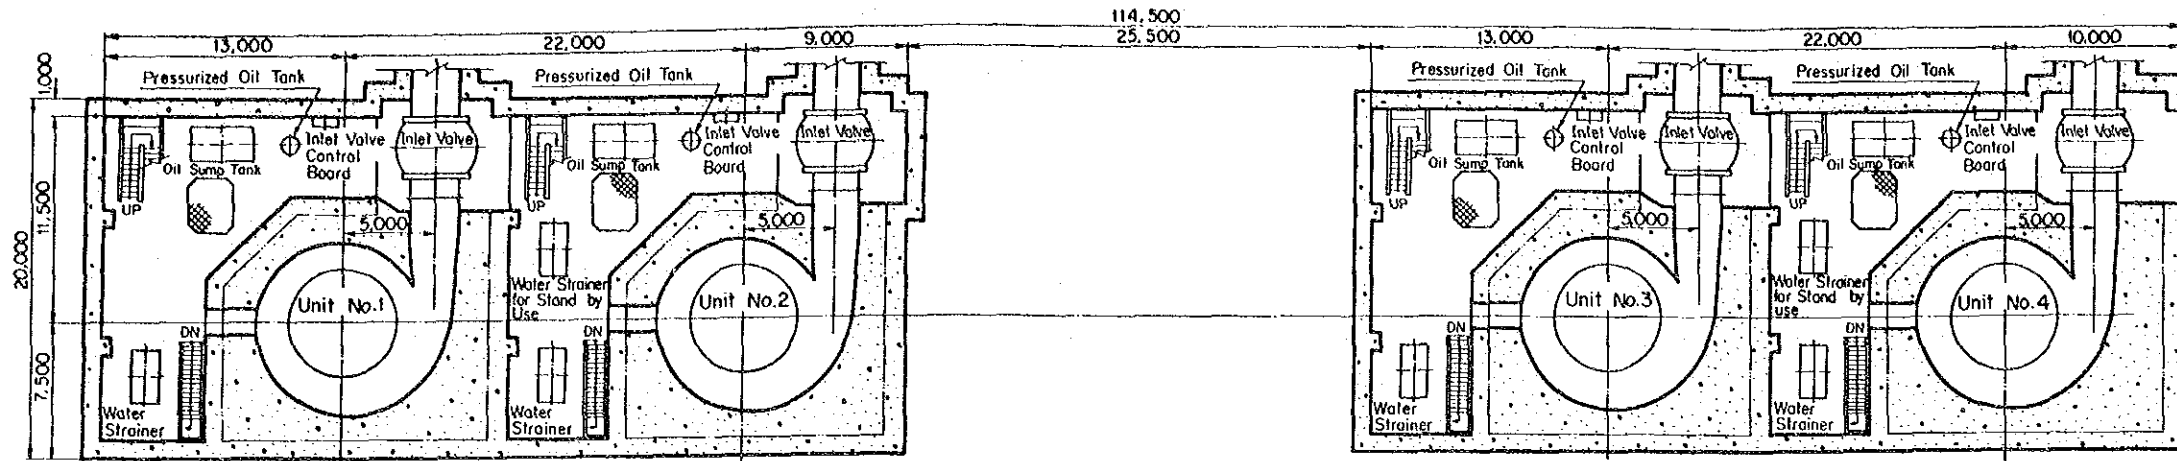 114,500
13,000 22,000 9,000 25,500 13,000 22,000 10,000
Pressurized Oil Tank Pressurized Oil Tank Pressurized Oil Tank Pressurized Oil Tank
1,000
Inlet Valve
Control
Board
Inlet Valve
Oil Sump Tank
UP
5,000
Unit No.1
DN
Water
Strainer
Inlet Valve
Control
Board
Inlet Valve
Oil Sump Tank
UP
5,000
Water Strainer
for Stand by
Use
Unit No.2
DN
Water
Strainer
Inlet Valve
Control
Board
Inlet Valve
Oil Sump Tank
UP
5,000
Unit No.3
DN
Water
Strainer
Inlet Valve
Control
Board
Inlet Valve
Oil Sump Tank
UP
5,000
Water Strainer
for Stand by
use
Unit No.4
DN
Water
Strainer
11,500
20,000
7,500